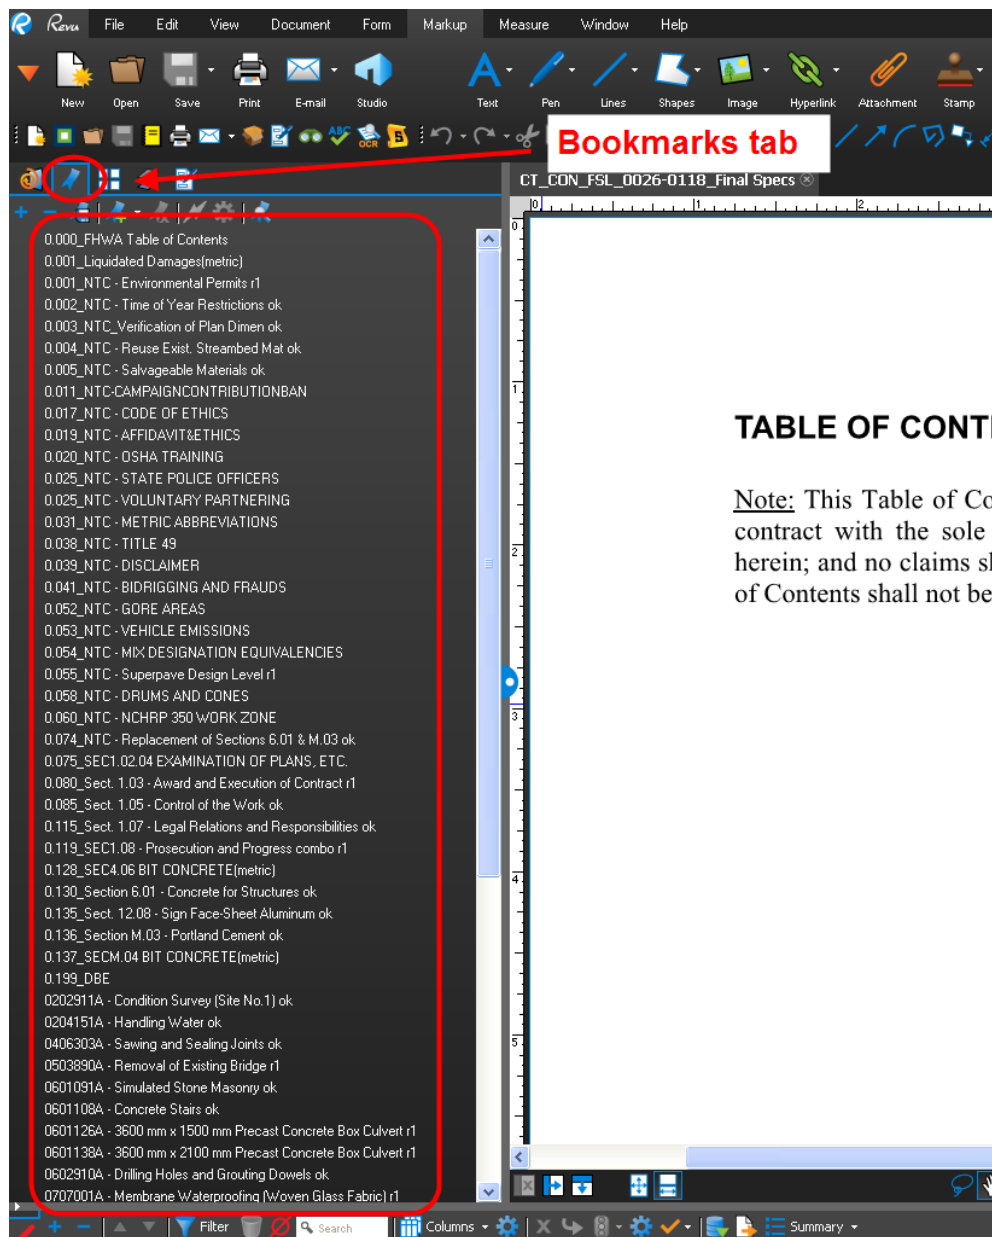 Revu File Edit View Document Form Markup Measure Window Help
New Open Save Print E-mail Studio Text Pen Lines Shapes Image Hyperlink Attachment Stamp
OCR
Bookmarks tab
CT_CON_FSL_0026-0118_Final Specs
0 1 2
0.000_FHWA Table of Contents
0.001_Liquidated Damages(metric)
0.001_NTC - Environmental Permits r1
0.002_NTC - Time of Year Restrictions ok
0.003_NTC_Verification of Plan Dimen ok
0.004_NTC - Reuse Exist. Streambed Mat ok
0.005_NTC - Salvageable Materials ok
0.011_NTC-CAMPAIGNCONTRIBUTIONBAN
0.017_NTC - CODE OF ETHICS
0.019_NTC - AFFIDAVIT&ETHICS
0.020_NTC - OSHA TRAINING
0.025_NTC - STATE POLICE OFFICERS
0.025_NTC - VOLUNTARY PARTNERING
0.031_NTC - METRIC ABBREVIATIONS
0.038_NTC - TITLE 49
0.039_NTC - DISCLAIMER
0.041_NTC - BIDRIGGING AND FRAUDS
0.052_NTC - GORE AREAS
0.053_NTC - VEHICLE EMISSIONS
0.054_NTC - MIX DESIGNATION EQUIVALENCIES
0.055_NTC - Superpave Design Level r1
0.058_NTC - DRUMS AND CONES
0.060_NTC - NCHRP 350 WORK ZONE
0.074_NTC - Replacement of Sections 6.01 & M.03 ok
0.075_SEC1.02.04 EXAMINATION OF PLANS, ETC.
0.080_Sect. 1.03 - Award and Execution of Contract r1
0.085_Sect. 1.05 - Control of the Work ok
0.115_Sect. 1.07 - Legal Relations and Responsibilities ok
0.119_SEC1.08 - Prosecution and Progress combo r1
0.128_SEC4.06 BIT CONCRETE(metric)
0.130_Section 6.01 - Concrete for Structures ok
0.135_Sect. 12.08 - Sign Face-Sheet Aluminum ok
0.136_Section M.03 - Portland Cement ok
0.137_SECM.04 BIT CONCRETE(metric)
0.199_DBE
0202911A - Condition Survey (Site No.1) ok
0204151A - Handling Water ok
0406303A - Sawing and Sealing Joints ok
0503890A - Removal of Existing Bridge r1
0601091A - Simulated Stone Masonry ok
0601108A - Concrete Stairs ok
0601126A - 3600 mm x 1500 mm Precast Concrete Box Culvert r1
0601138A - 3600 mm x 2100 mm Precast Concrete Box Culvert r1
0602910A - Drilling Holes and Grouting Dowels ok
0707001A - Membrane Waterproofing (Woven Glass Fabric) r1
0
1
2
3
4
5
TABLE OF CONT
Note: This Table of Co
contract with the sole
herein; and no claims s
of Contents shall not be
Filter Search Columns Summary